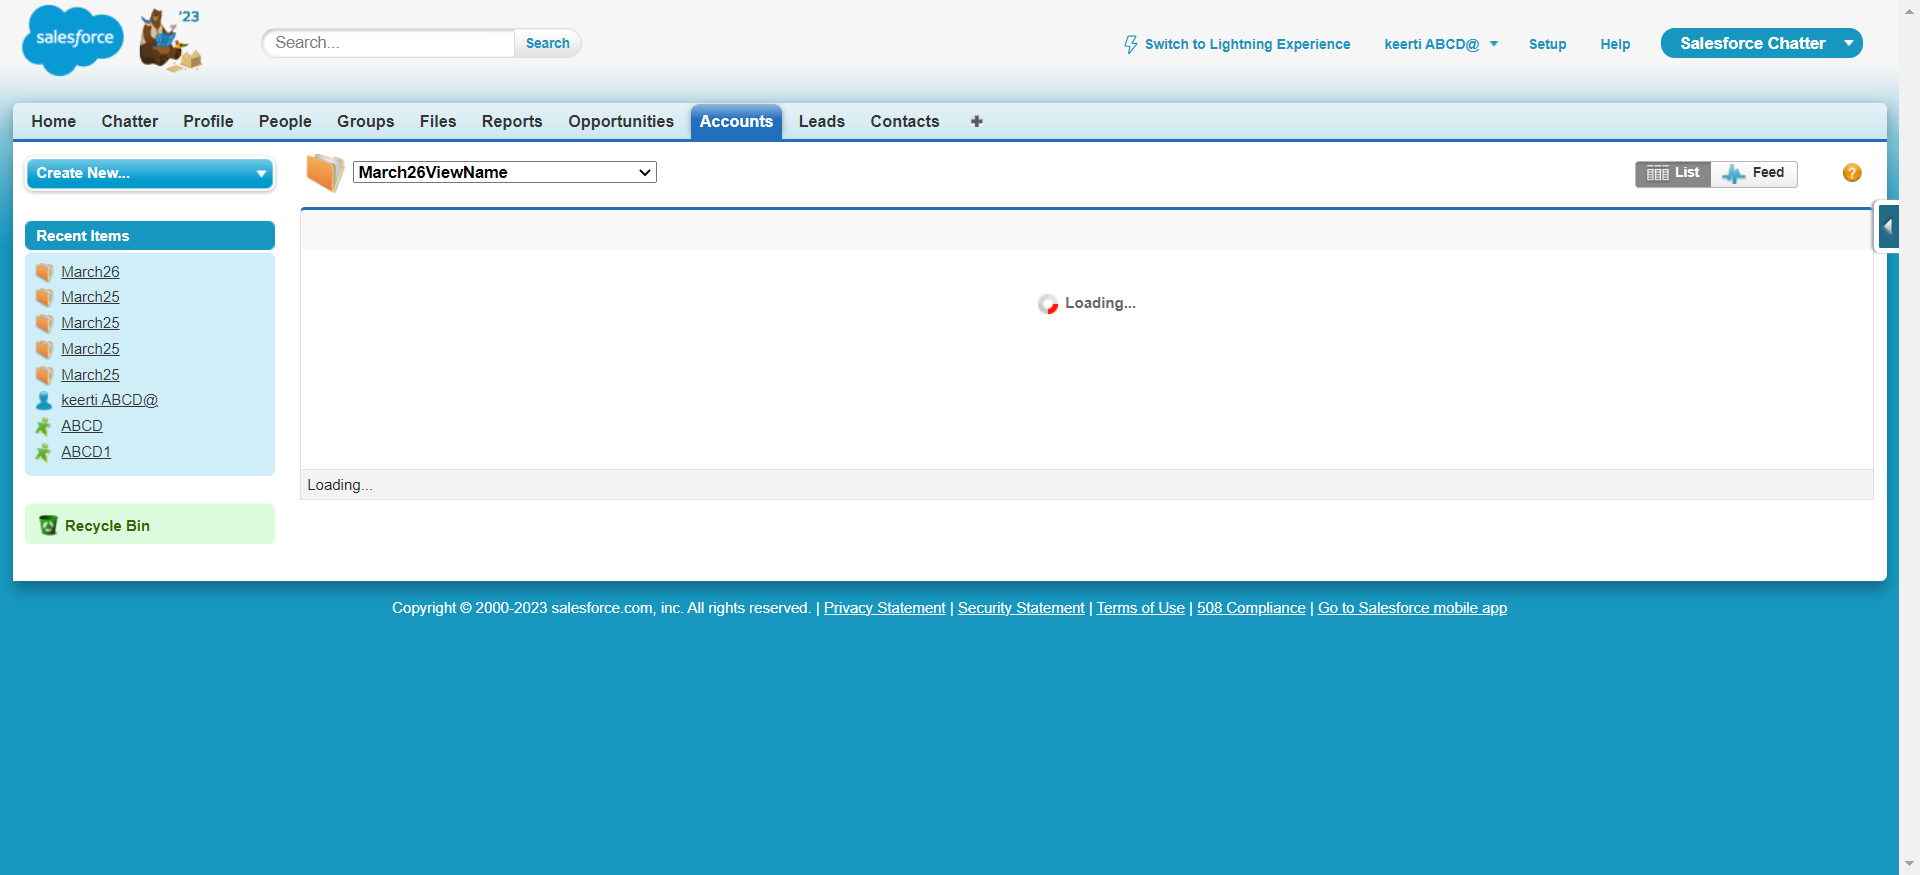 salesforce
'23
Search...
Search
Switch to Lightning Experience
keerti ABCD@
Setup
Help
Salesforce Chatter
Home
Chatter
Profile
People
Groups
Files
Reports
Opportunities
Accounts
Leads
Contacts
+
Create New...
March26ViewName
List
Feed
?
Recent Items
March26
March25
March25
March25
March25
keerti ABCD@
ABCD
ABCD1
Recycle Bin
Loading...
Loading...
Copyright © 2000-2023 salesforce.com, inc. All rights reserved. | Privacy Statement | Security Statement | Terms of Use | 508 Compliance | Go to Salesforce mobile app